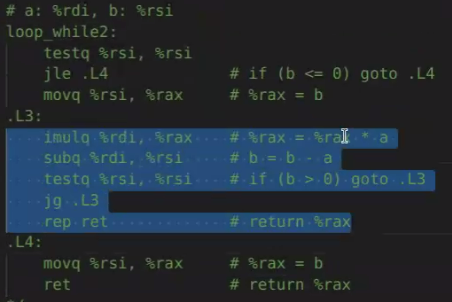 # a: %rdi, b: %rsi
loop_while2:
    testq %rsi, %rsi
    jle .L4           # if (b <= 0) goto .L4
    movq %rsi, %rax   # %rax = b
.L3:
    imulq %rdi, %rax  # %rax = %rax * a
    subq %rdi, %rsi   # b = b - a
    testq %rsi, %rsi  # if (b > 0) goto .L3
    jg .L3
    rep ret           # return %rax
.L4:
    movq %rsi, %rax   # %rax = b
    ret               # return %rax